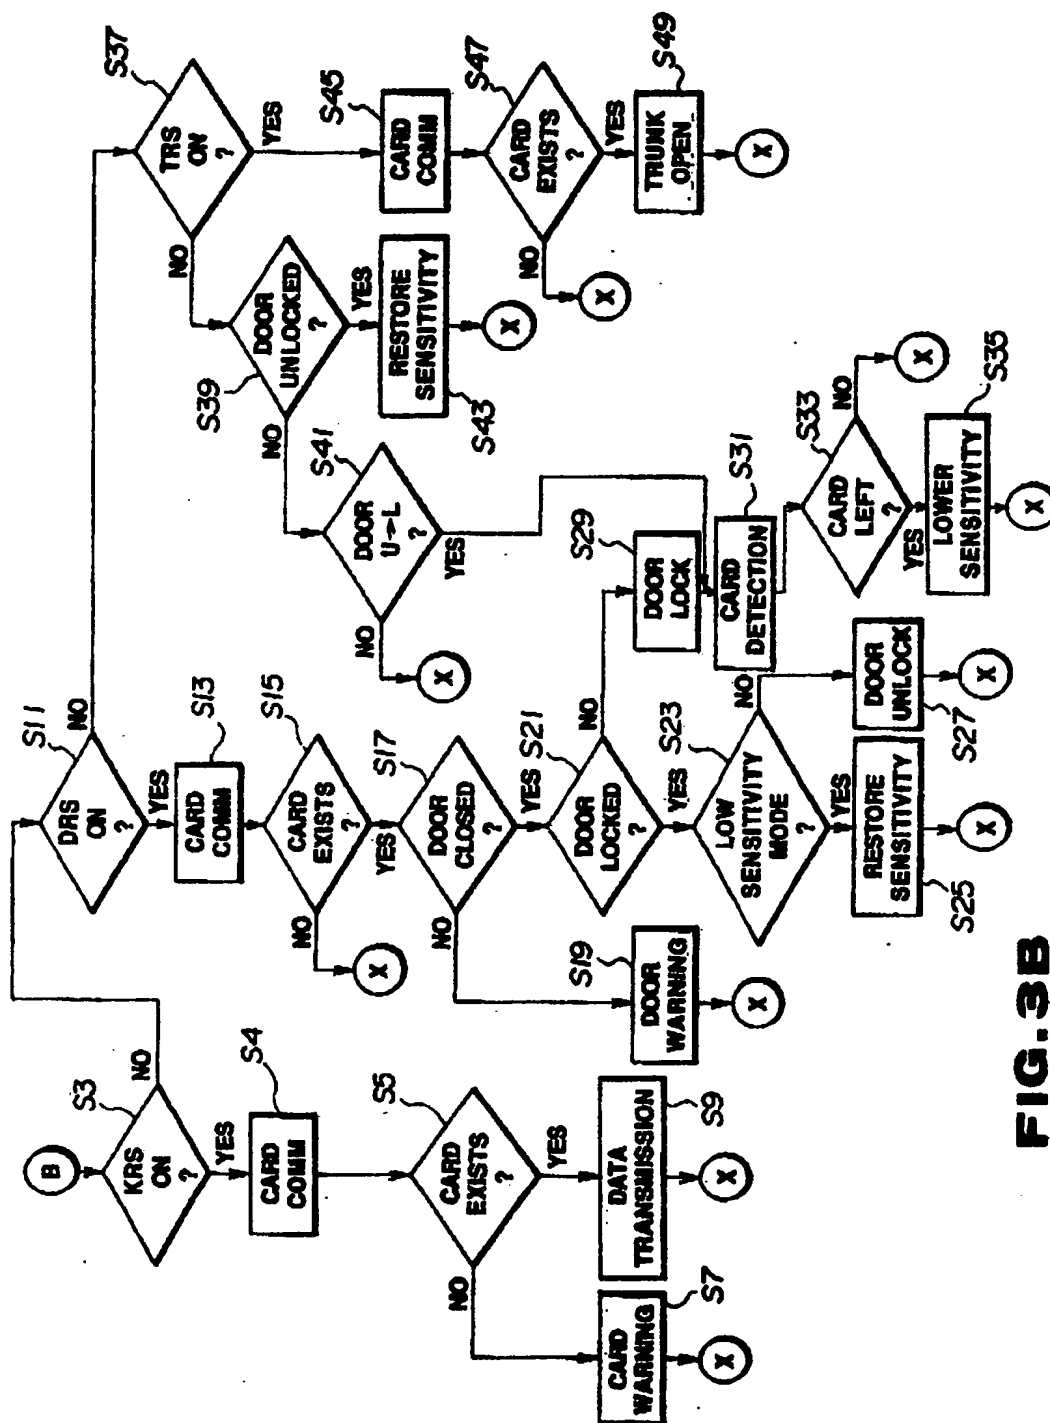 B
S3
KRS
ON
?
NO
YES
S4
CARD
COMM
S5
CARD
EXISTS
?
NO
YES
S7
CARD
WARNING
X
S9
DATA
TRANSMISSION
X
S11
DRS
ON
?
NO
YES
S13
CARD
COMM
S15
CARD
EXISTS
?
NO
X
YES
S17
DOOR
CLOSED
?
NO
S19
DOOR
WARNING
X
YES
S21
DOOR
LOCKED
?
NO
YES
S23
LOW
SENSITIVITY
MODE
?
NO
YES
S25
RESTORE
SENSITIVITY
X
S27
DOOR
UNLOCK
X
S29
DOOR
LOCK
S31
CARD
DETECTION
S33
CARD
LEFT
?
NO
X
YES
S35
LOWER
SENSITIVITY
X
S37
TRS
ON
?
NO
YES
S39
DOOR
UNLOCKED
?
NO
YES
S41
DOOR
U→L
?
NO
X
YES
S43
RESTORE
SENSITIVITY
X
S45
CARD
COMM
S47
CARD
EXISTS
?
NO
X
YES
S49
TRUNK
OPEN
X
FIG.3B